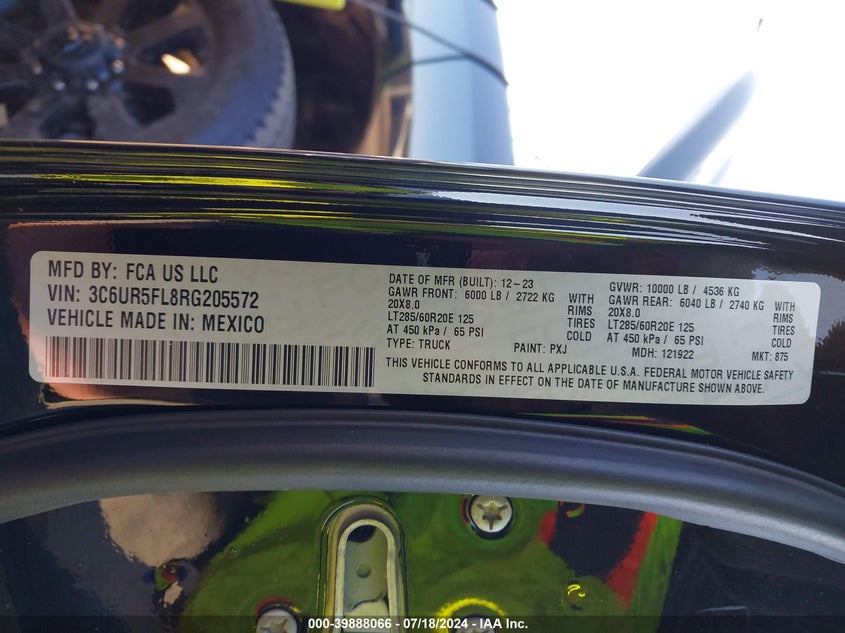 MFD BY: FCA US LLC
VIN: 3C6UR5FL8RG205572
VEHICLE MADE IN: MEXICO
DATE OF MFR (BUILT): 12-23
GAWR FRONT: 6000 LB / 2722 KG
20X8.0 RIMS
LT285/60R20E 125 TIRES
AT 450 kPa / 65 PSI COLD
TYPE: TRUCK PAINT: PXJ
GVWR: 10000 LB / 4536 KG
GAWR REAR: 6040 LB / 2740 KG
20X8.0 RIMS
LT285/60R20E 125 TIRES
AT 450 kPa / 65 PSI COLD
MDH: 121922 MKT: 875
THIS VEHICLE CONFORMS TO ALL APPLICABLE U.S.A. FEDERAL MOTOR VEHICLE SAFETY
STANDARDS IN EFFECT ON THE DATE OF MANUFACTURE SHOWN ABOVE.
000-39888066 - 07/18/2024 - IAA Inc.